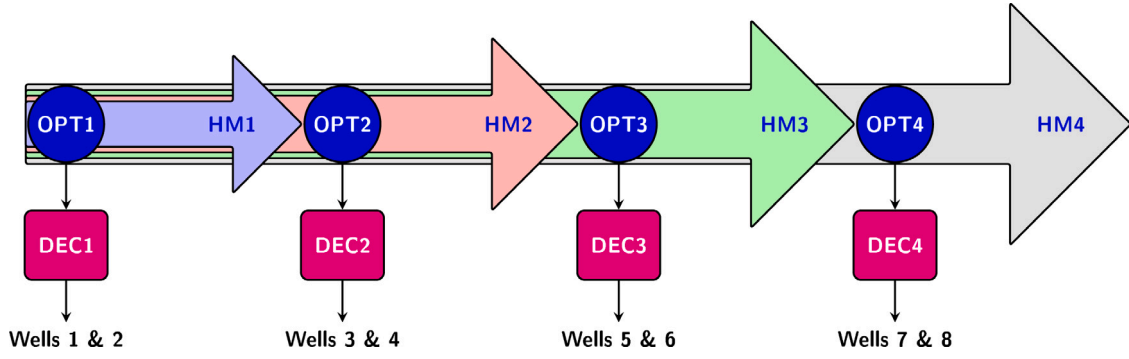 OPT1 HM1 OPT2 HM2 OPT3 HM3 OPT4 HM4
DEC1 DEC2 DEC3 DEC4
Wells 1 & 2 Wells 3 & 4 Wells 5 & 6 Wells 7 & 8